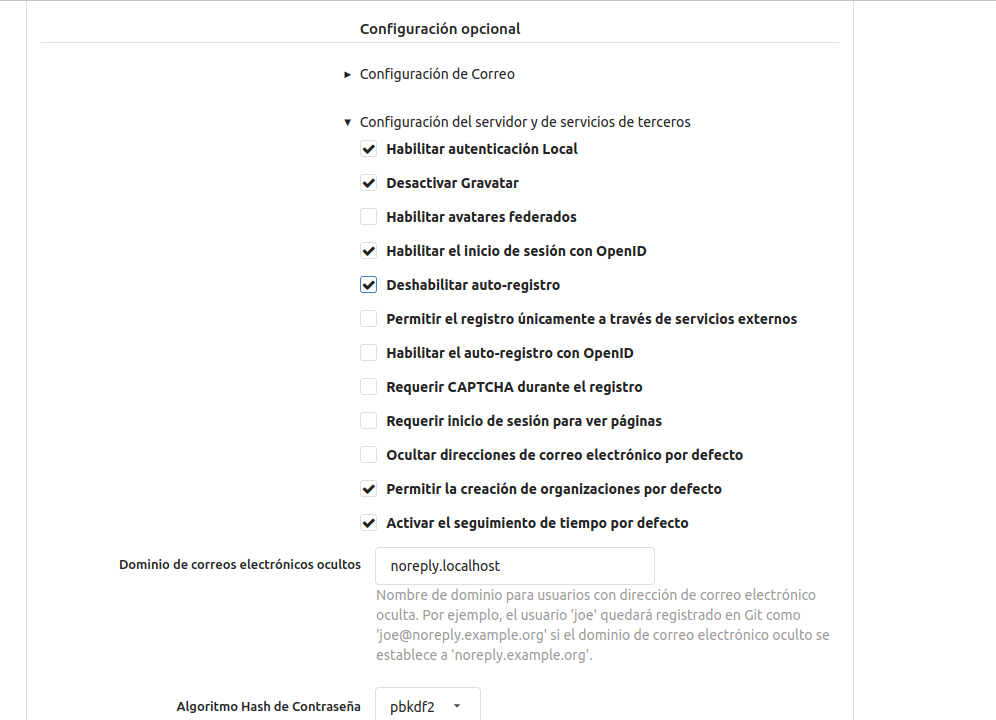 Configuración opcional
Configuración de Correo
Configuración del servidor y de servicios de terceros
Habilitar autenticación Local
Desactivar Gravatar
Habilitar avatares federados
Habilitar el inicio de sesión con OpenID
Deshabilitar auto-registro
Permitir el registro únicamente a través de servicios externos
Habilitar el auto-registro con OpenID
Requerir CAPTCHA durante el registro
Requerir inicio de sesión para ver páginas
Ocultar direcciones de correo electrónico por defecto
Permitir la creación de organizaciones por defecto
Activar el seguimiento de tiempo por defecto
Dominio de correos electrónicos ocultos noreply.localhost
Nombre de dominio para usuarios con dirección de correo electrónico
oculta. Por ejemplo, el usuario 'joe' quedará registrado en Git como
'joe@noreply.example.org' si el dominio de correo electrónico oculto se
establece a 'noreply.example.org'.
Algoritmo Hash de Contraseña pbkdf2